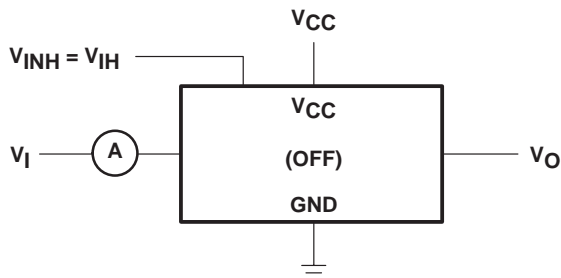 VCC
VINH = VIH
VCC
VI
A
(OFF)
VO
GND